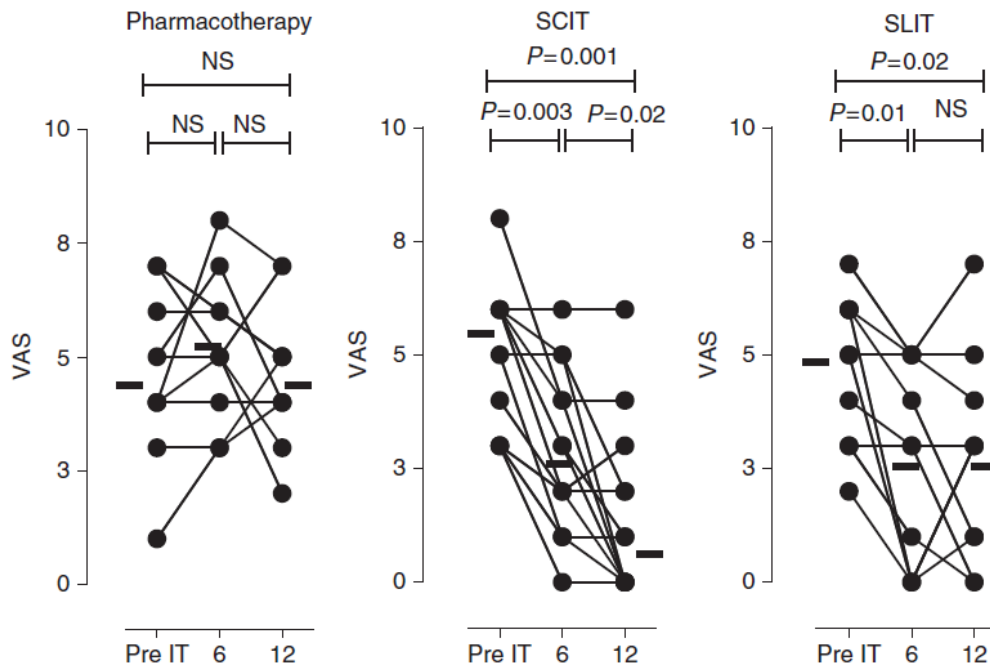 Pharmacotherapy
NS
NS NS
10
8
5
3
0
VAS
Pre IT 6 12
SCIT
P=0.001
P=0.003 P=0.02
10
8
5
3
0
VAS
Pre IT 6 12
SLIT
P=0.02
P=0.01 NS
10
8
5
3
0
VAS
Pre IT 6 12